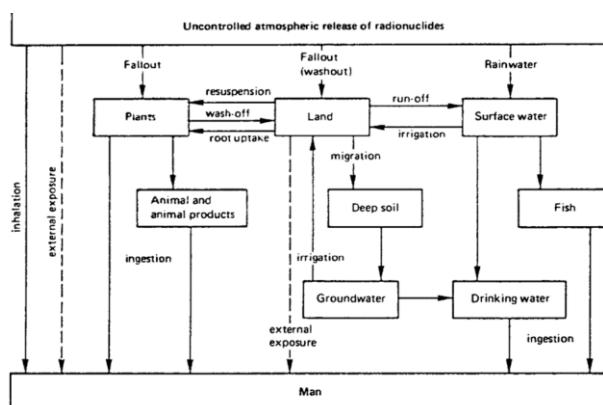 Uncontrolled atmospheric release of radionuclides
Fallout
Fallout
(washout)
Rainwater
resuspension
run-off
Plants
wash-off
Land
Surface water
root uptake
irrigation
migration
inhalation
external exposure
Animal and
animal products
Deep soil
Fish
ingestion
irrigation
Groundwater
Drinking water
external
exposure
ingestion
Man